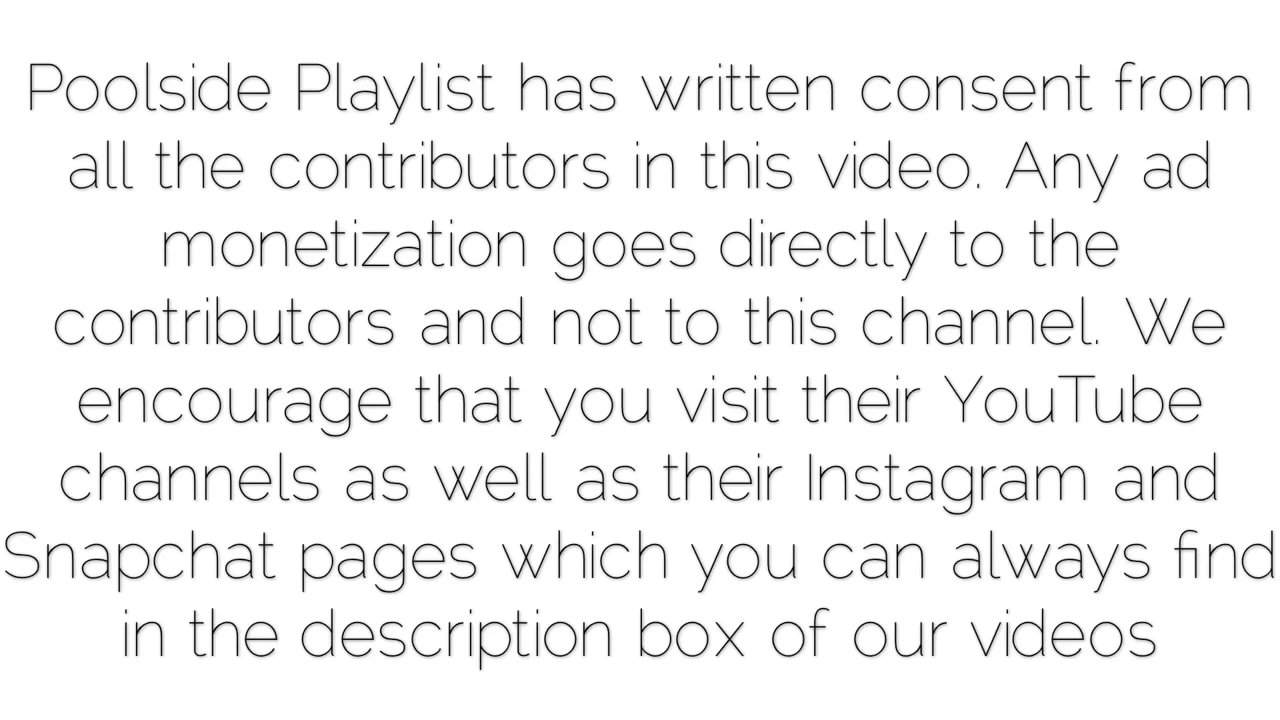 Poolside Playlist has written consent from
all the contributors in this video. Any ad
monetization goes directly to the
contributors and not to this channel. We
encourage that you visit their YouTube
channels as well as their Instagram and
Snapchat pages which you can always find
in the description box of our videos